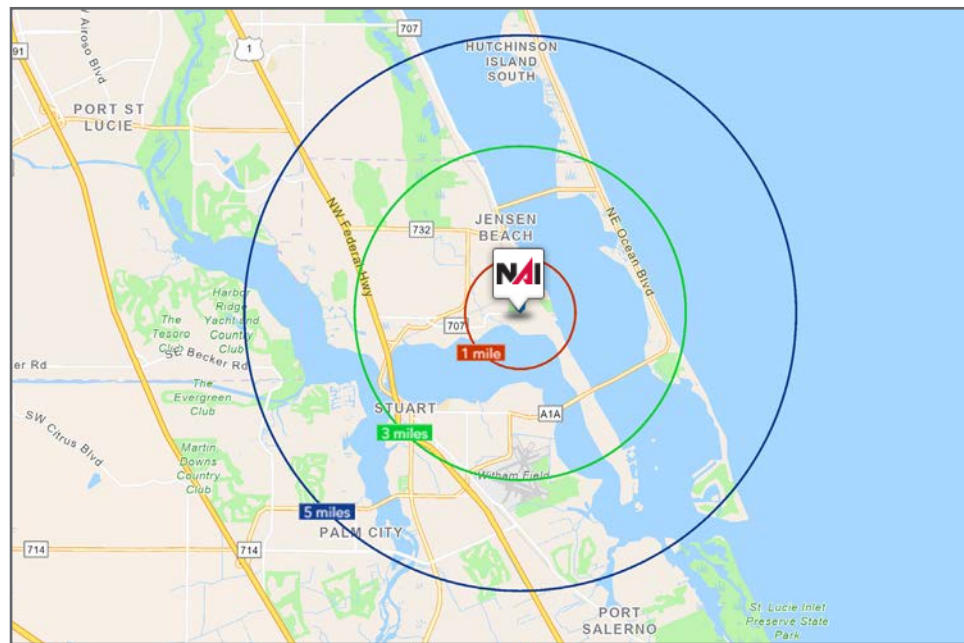 707
HUTCHINSON
ISLAND
SOUTH
W Airoso Blvd
1
91
PORT ST
LUCIE
NW Federal Hwy
732
JENSEN
BEACH
NE Ocean Blvd
NAI
Harbor
Ridge
Yacht and
Country
Club
The
Tesoro
Club
707
1 mile
SE Becker Rd
er Rd
The
Evergreen
Club
STUART
A1A
3 miles
SW Citrus Blvd
Martin
Downs
Country
Club
Witham Field
5 miles
PALM CITY
714
714
PORT
SALERNO
St. Lucie Inlet
Preserve State
Park